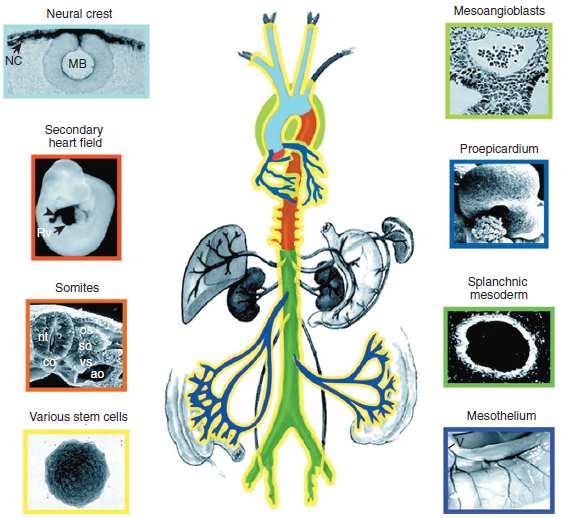 Neural crest
NC
MB
Secondary
heart field
Rv
Somites
nt
os
so
co
vs
ao
Various stem cells
Mesoangioblasts
Proepicardium
Splanchnic
mesoderm
Mesothelium